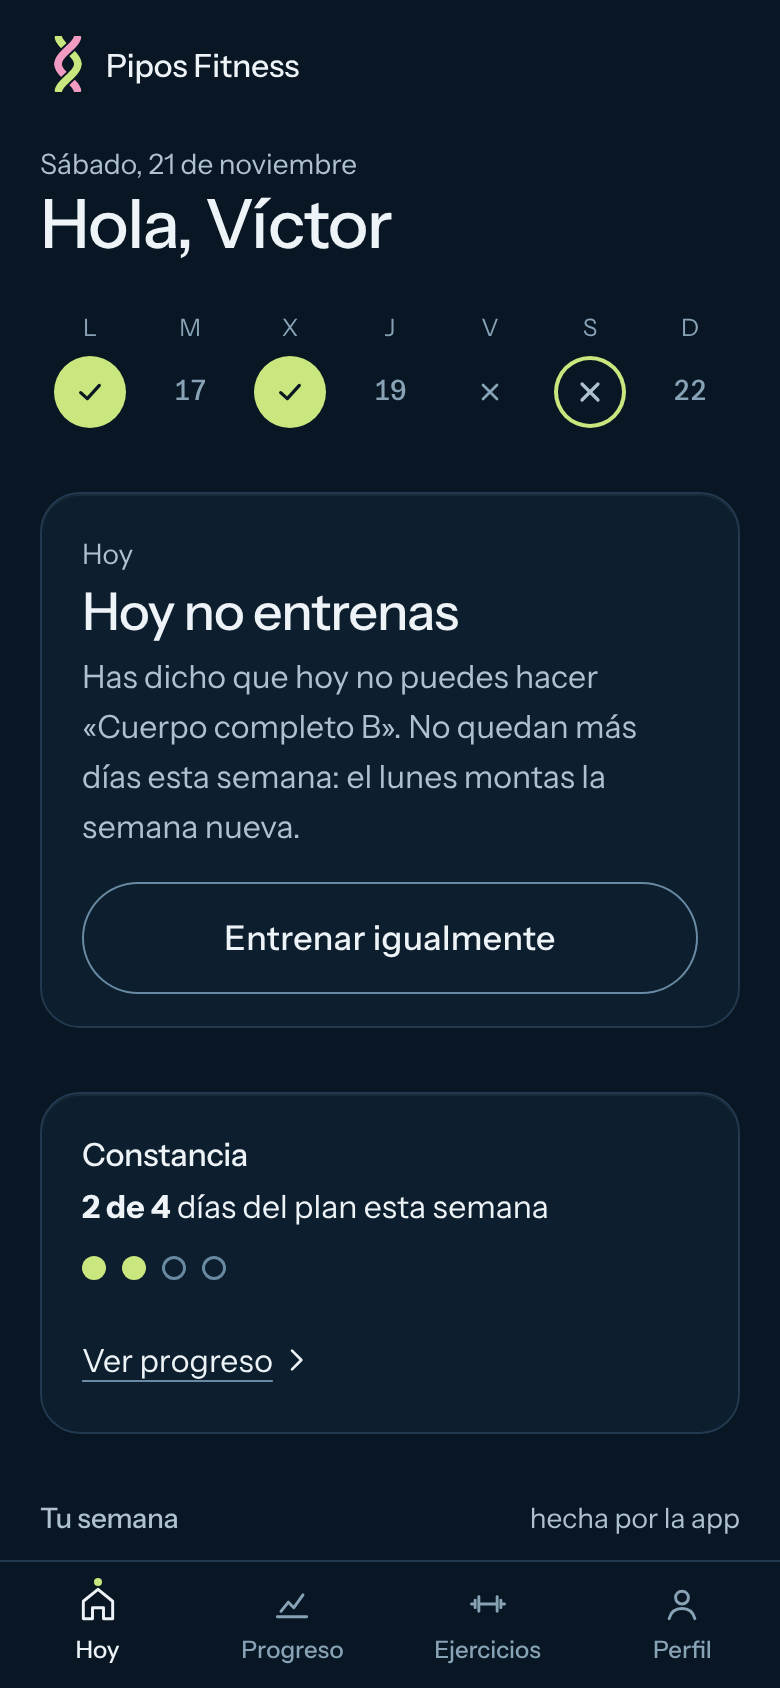 Pipos Fitness
Sábado, 21 de noviembre
Hola, Víctor
L M X J V S D
17 19 22
Hoy
Hoy no entrenas
Has dicho que hoy no puedes hacer
«Cuerpo completo B». No quedan más
días esta semana: el lunes montas la
semana nueva.
Entrenar igualmente
Constancia
2 de 4 días del plan esta semana
Ver progreso
Tu semana hecha por la app
Hoy Progreso Ejercicios Perfil